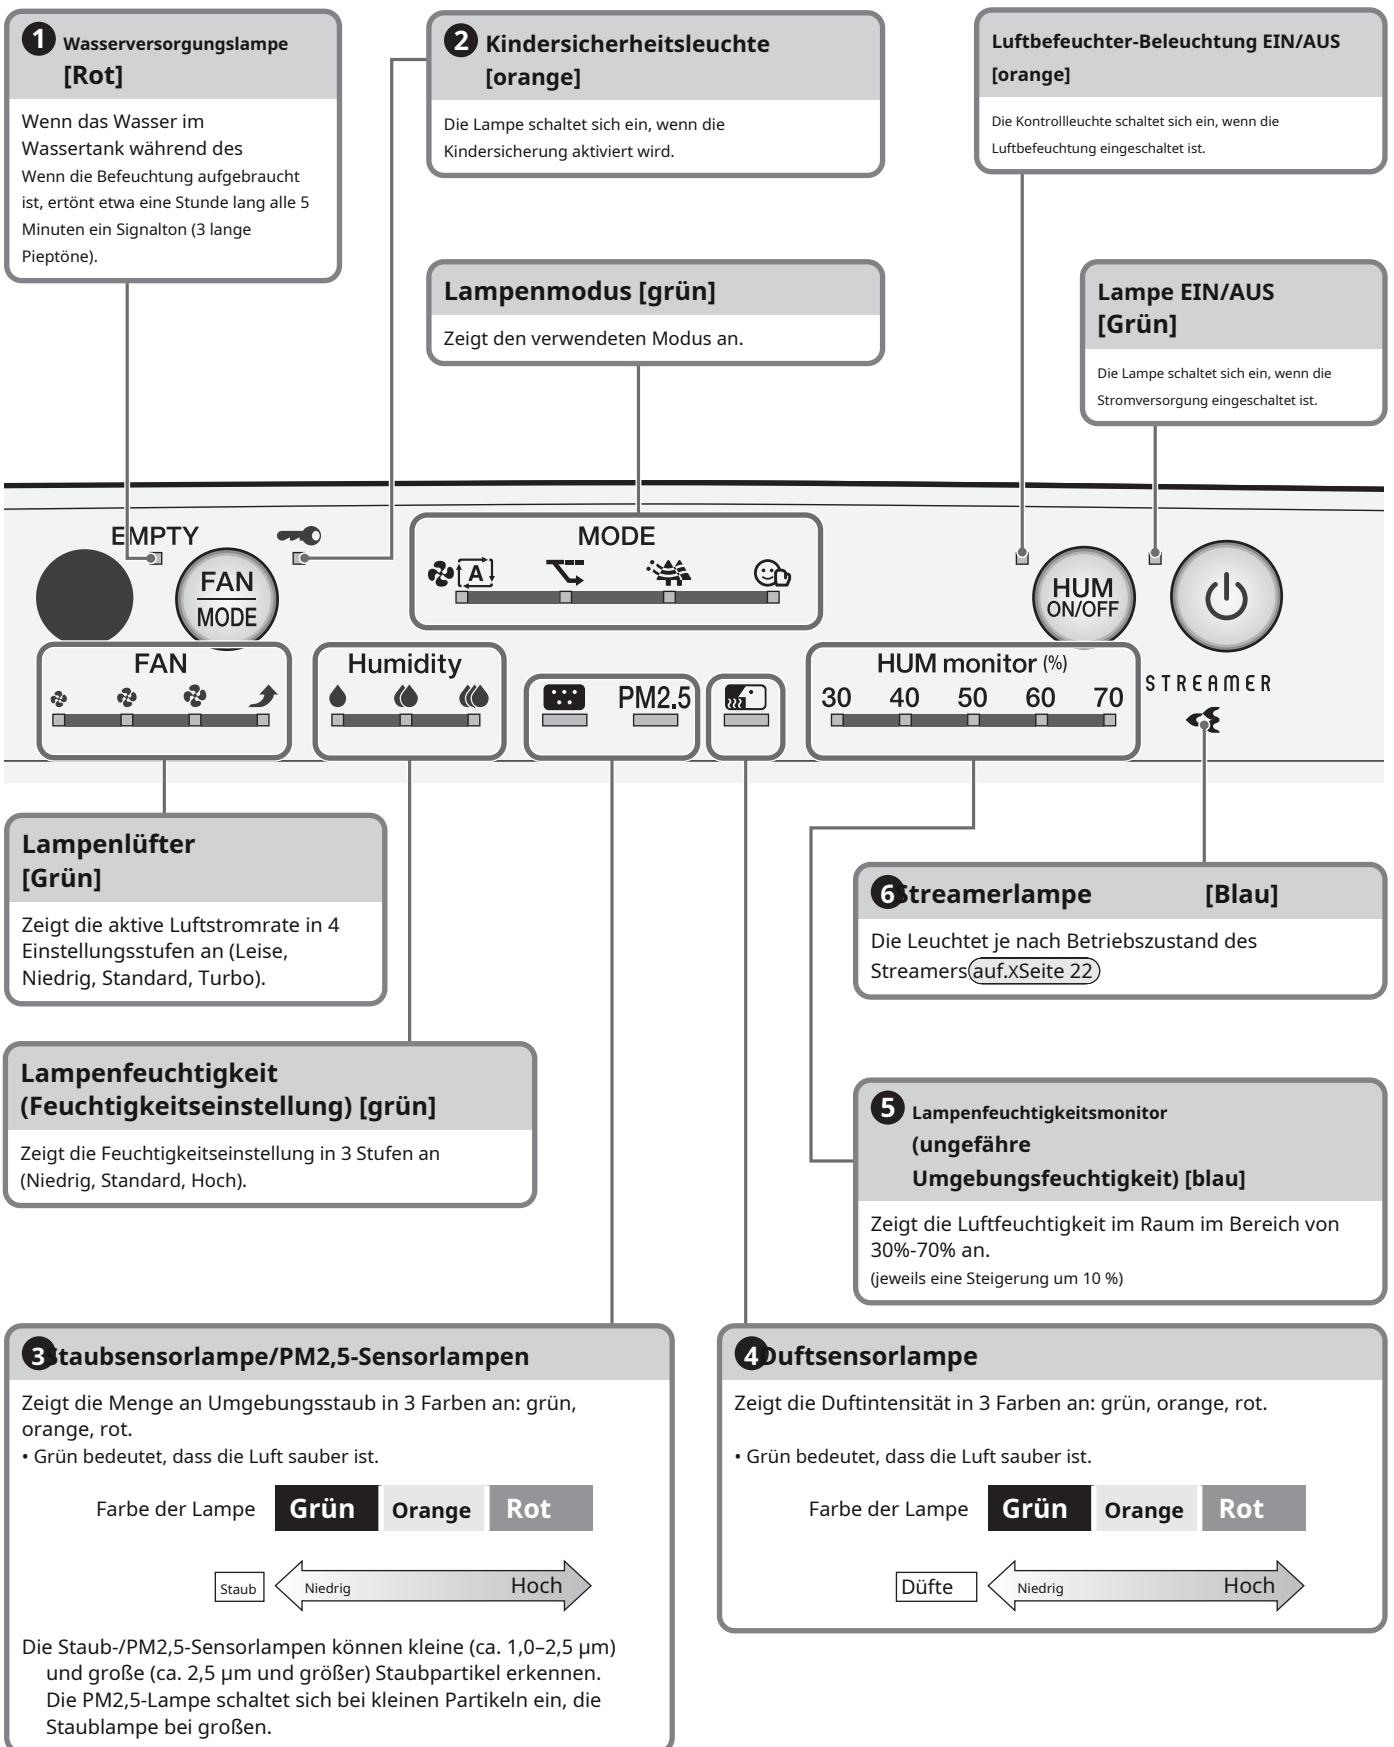 1 Wasserversorgungslampe
[Rot]
Wenn das Wasser im
Wassertank während des
Wenn die Befeuchtung aufgebraucht
ist, ertönt etwa eine Stunde lang alle 5
Minuten ein Signalton (3 lange
Pieptöne).
2 Kindersicherheitsleuchte
[orange]
Die Lampe schaltet sich ein, wenn die
Kindersicherung aktiviert wird.
Luftbefeuchter-Beleuchtung EIN/AUS
[orange]
Die Kontrollleuchte schaltet sich ein, wenn die
Luftbefeuchtung eingeschaltet ist.
Lampenmodus [grün]
Zeigt den verwendeten Modus an.
Lampe EIN/AUS
[Grün]
Die Lampe schaltet sich ein, wenn die
Stromversorgung eingeschaltet ist.
EMPTY
FAN
MODE
MODE
A
HUM
ON/OFF
FAN
Humidity
PM2.5
HUM monitor (%)
30 40 50 60 70
STREAMER
Lampenlüfter
[Grün]
Zeigt die aktive Luftstromrate in 4
Einstellungsstufen an (Leise,
Niedrig, Standard, Turbo).
6 Streamerlampe [Blau]
Die Leuchtet je nach Betriebszustand des
Streamers auf.XSeite 22
Lampenfeuchtigkeit
(Feuchtigkeitseinstellung) [grün]
Zeigt die Feuchtigkeitseinstellung in 3 Stufen an
(Niedrig, Standard, Hoch).
5 Lampenfeuchtigkeitsmonitor
(ungefähre
Umgebungsfeuchtigkeit) [blau]
Zeigt die Luftfeuchtigkeit im Raum im Bereich von
30%-70% an.
(jeweils eine Steigerung um 10 %)
3 Staubsensorlampe/PM2,5-Sensorlampen
Zeigt die Menge an Umgebungsstaub in 3 Farben an: grün,
orange, rot.
• Grün bedeutet, dass die Luft sauber ist.
Farbe der Lampe Grün Orange Rot
Staub Niedrig Hoch
Die Staub-/PM2,5-Sensorlampen können kleine (ca. 1,0–2,5 μm)
und große (ca. 2,5 μm und größer) Staubpartikel erkennen.
Die PM2,5-Lampe schaltet sich bei kleinen Partikeln ein, die
Staublampe bei großen.
4 Duftsensorlampe
Zeigt die Duftintensität in 3 Farben an: grün, orange, rot.
• Grün bedeutet, dass die Luft sauber ist.
Farbe der Lampe Grün Orange Rot
Düfte Niedrig Hoch